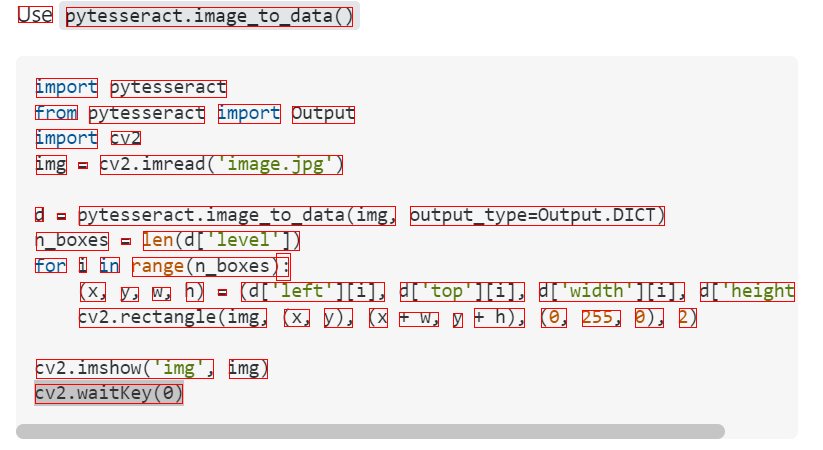 Use pytesseract.image_to_data()
import pytesseract
from pytesseract import Output
import cv2
img = cv2.imread('image.jpg')
d = pytesseract.image_to_data(img, output_type=Output.DICT)
n_boxes = len(d['level'])
for i in range(n_boxes):
    (x, y, w, h) = (d['left'][i], d['top'][i], d['width'][i], d['height
    cv2.rectangle(img, (x, y), (x + w, y + h), (0, 255, 0), 2)
cv2.imshow('img', img)
cv2.waitKey(0)